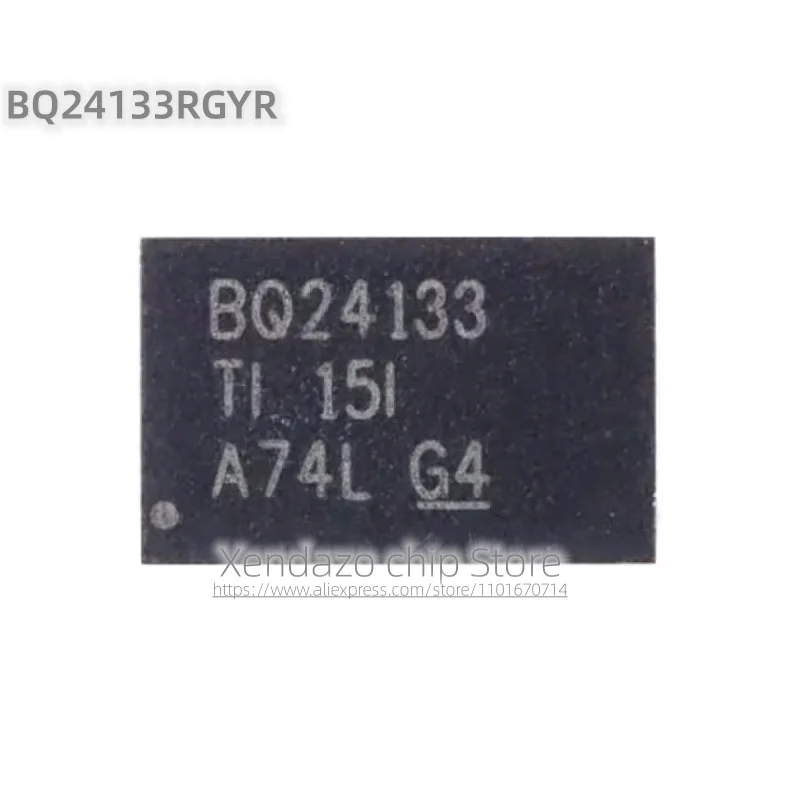 BQ24133RGYR
BQ24133
TI 15I
A74L G4
Xendazo chip Store
https://www.aliexpress.com/store/1101670714